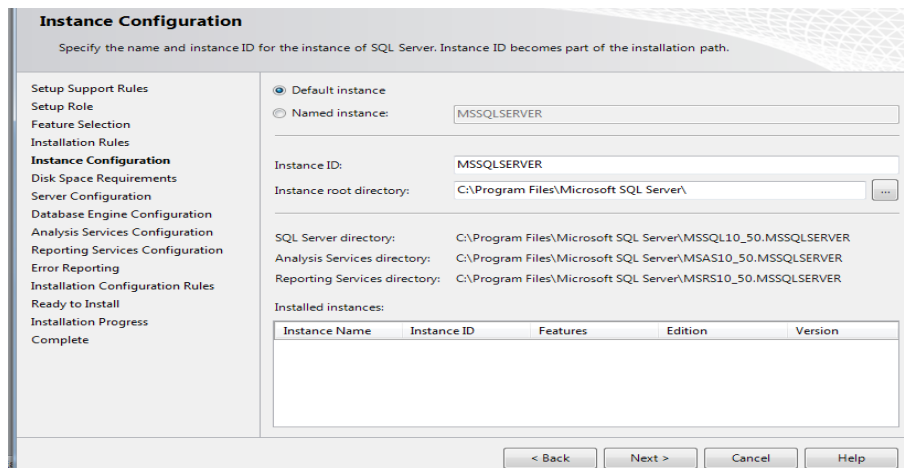 Instance Configuration
Specify the name and instance ID for the instance of SQL Server. Instance ID becomes part of the installation path.
Setup Support Rules
Setup Role
Feature Selection
Installation Rules
Instance Configuration
Disk Space Requirements
Server Configuration
Database Engine Configuration
Analysis Services Configuration
Reporting Services Configuration
Error Reporting
Installation Configuration Rules
Ready to Install
Installation Progress
Complete
Default instance
Named instance: MSSQLSERVER
Instance ID: MSSQLSERVER
Instance root directory: C:\Program Files\Microsoft SQL Server\ ...
SQL Server directory: C:\Program Files\Microsoft SQL Server\MSSQL10_50.MSSQLSERVER
Analysis Services directory: C:\Program Files\Microsoft SQL Server\MSAS10_50.MSSQLSERVER
Reporting Services directory: C:\Program Files\Microsoft SQL Server\MSRS10_50.MSSQLSERVER
Installed instances:
Instance Name Instance ID Features Edition Version
< Back Next > Cancel Help